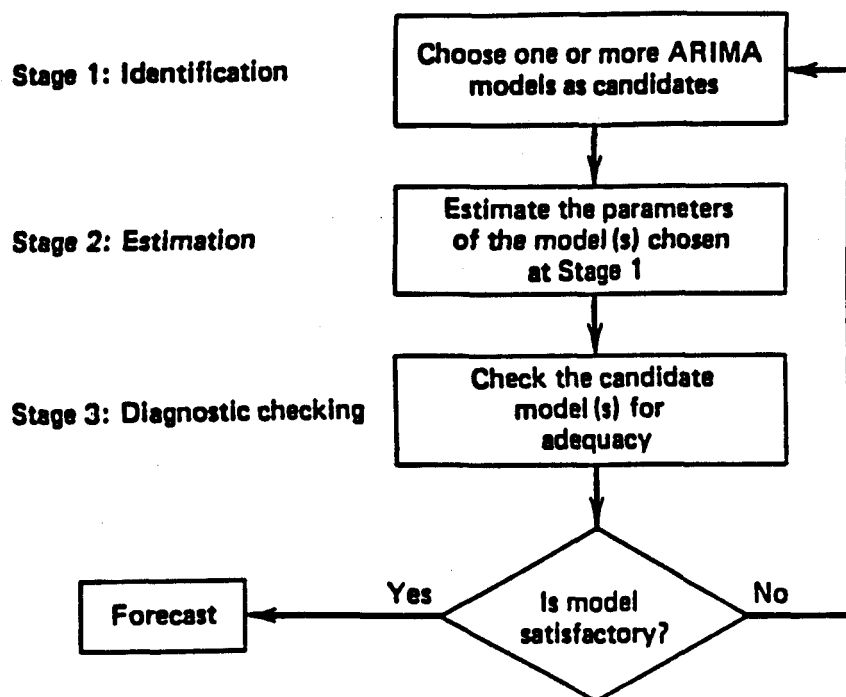 Stage 1: Identification
Choose one or more ARIMA
models as candidates
Stage 2: Estimation
Estimate the parameters
of the model(s) chosen
at Stage 1
Stage 3: Diagnostic checking
Check the candidate
model(s) for
adequacy
Yes
No
Forecast
Is model
satisfactory?